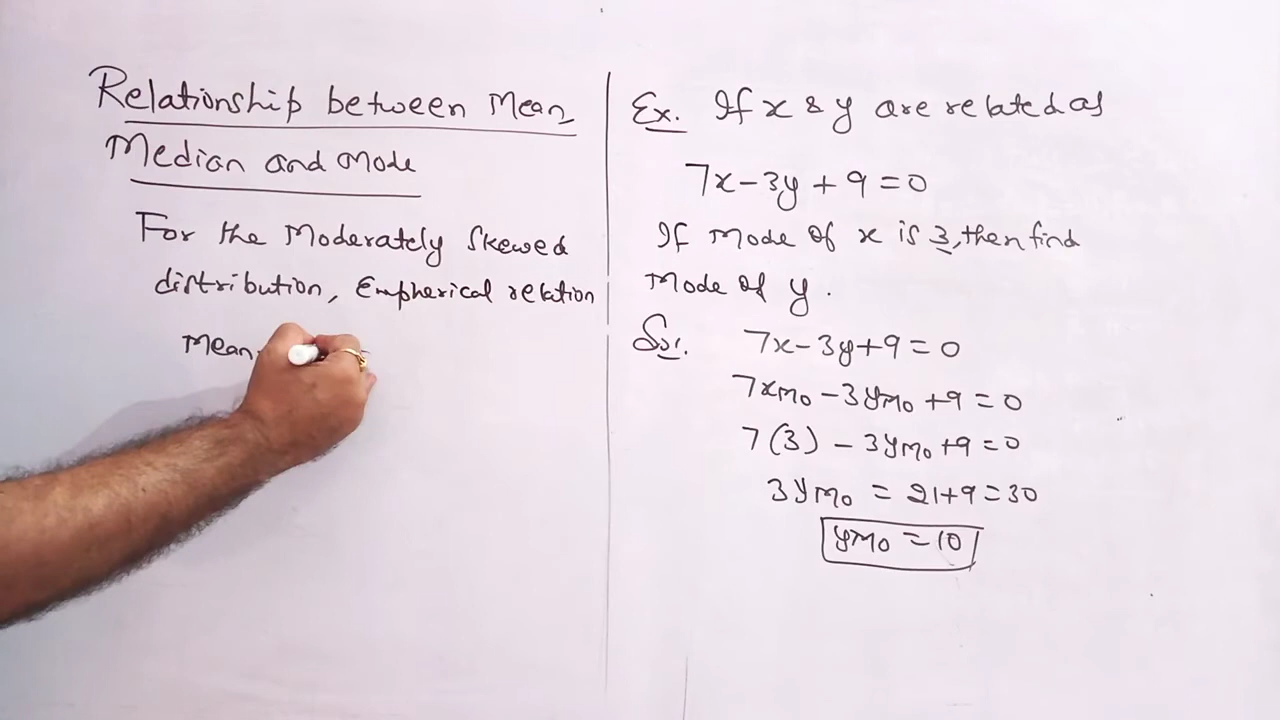 Relationship between Mean,
Median and Mode
For the Moderately Skewed
distribution, Empherical relation
Mean
Ex. If x & y are related as
7x-3y+9=0
If Mode of x is 3, then find
Mode of y.
Sol.
7x-3y+9=0
7xMo-3yMo+9=0
7(3)-3yMo+9=0
3yMo=21+9=30
yMo=10